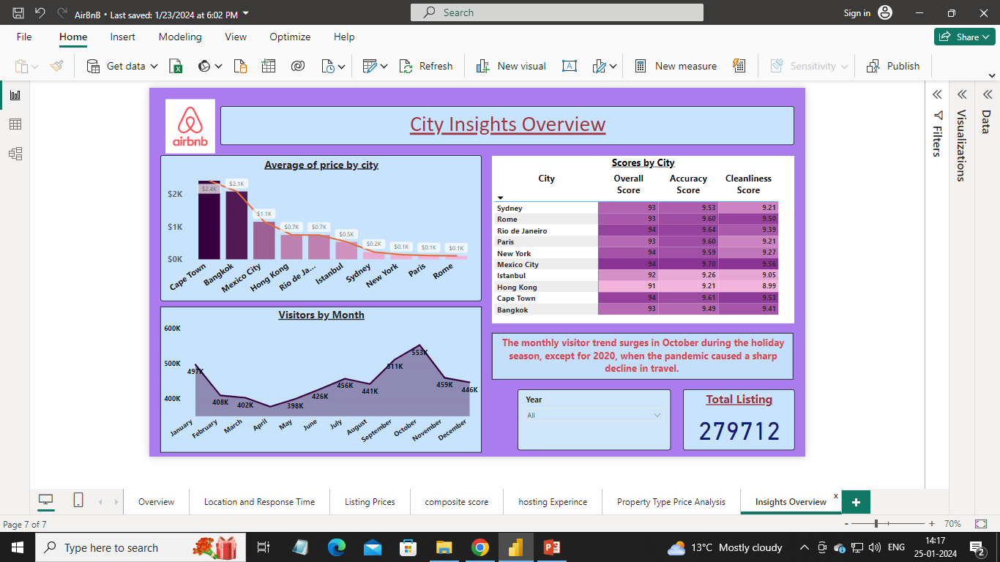 AirBnB • Last saved: 1/23/2024 at 6:02 PM
Search
Sign in
File Home Insert Modeling View Optimize Help
Share
Get data
Refresh
New visual
New measure
Sensitivity
Publish
airbnb
City Insights Overview
Average of price by city
$2K
$1K
$0K
$2.4K $2.1K $1.1K $0.7K $0.7K $0.5K $0.2K $0.1K $0.1K $0.1K
Cape Town Bangkok Mexico City Hong Kong Rio de Ja... Istanbul Sydney New York Paris Rome
Scores by City
City Overall Score Accuracy Score Cleanliness Score
Sydney 93 9.53 9.21
Rome 93 9.60 9.50
Rio de Janeiro 94 9.64 9.39
Paris 93 9.60 9.21
New York 94 9.59 9.27
Mexico City 94 9.70 9.56
Istanbul 92 9.26 9.05
Hong Kong 91 9.21 8.99
Cape Town 94 9.61 9.53
Bangkok 93 9.49 9.41
Visitors by Month
600K
500K
400K
497K 408K 402K 398K 426K 456K 441K 511K 553K 459K 446K
January February March April May June July August September October November December
The monthly visitor trend surges in October during the holiday
season, except for 2020, when the pandemic caused a sharp
decline in travel.
Year
All
Total Listing
279712
Filters
Visualizations
Data
Overview
Location and Response Time
Listing Prices
composite score
hosting Experince
Property Type Price Analysis
Insights Overview
x
+
Page 7 of 7
- + 70%
Type here to search
13°C Mostly cloudy
ENG
14:17
25-01-2024
2